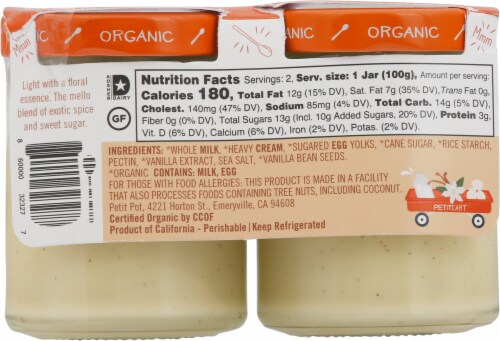 Mmm
IC
ORGANIC
IC
ORGANIC
Mmm
Light with a floral
essence. The mello
blend of exotic spice
and sweet sugar.
KOSHER
DAIRY
GF
Nutrition Facts Servings: 2, Serv. size: 1 Jar (100g), Amount per serving:
Calories 180, Total Fat 12g (15% DV), Sat. Fat 7g (35% DV), Trans Fat 0g,
Cholest. 140mg (47% DV), Sodium 85mg (4% DV), Total Carb. 14g (5% DV),
Fiber 0g (0% DV), Total Sugars 13g (Incl. 10g Added Sugars, 20% DV), Protein 3g,
Vit. D (6% DV), Calcium (6% DV), Iron (2% DV), Potas. (2% DV).
INGREDIENTS: *WHOLE MILK, *HEAVY CREAM, *SUGARED EGG YOLKS, *CANE SUGAR, *RICE STARCH,
PECTIN, *VANILLA EXTRACT, SEA SALT, *VANILLA BEAN SEEDS.
*ORGANIC CONTAINS: MILK, EGG
FOR THOSE WITH FOOD ALLERGIES: THIS PRODUCT IS MADE IN A FACILITY
THAT ALSO PROCESSES FOODS CONTAINING TREE NUTS, INCLUDING COCONUT.
Petit Pot, 4221 Horton St., Emeryville, CA 94608
Certified Organic by CCOF
Product of California - Perishable | Keep Refrigerated
PETITCART
8 60000 32327 7